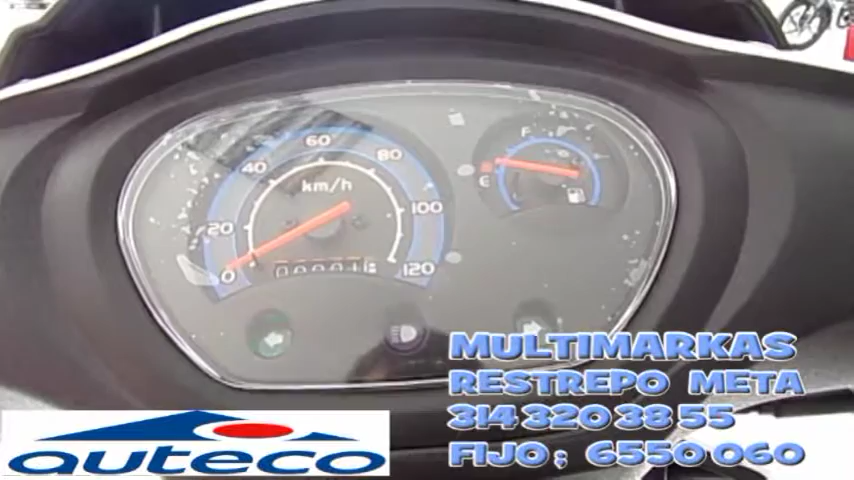 60
40
80
km/h
F
20
100
E
0
120
MULTIMARKAS
RESTREPO META
314 320 38 55
FIJO; 6550 060
auteco